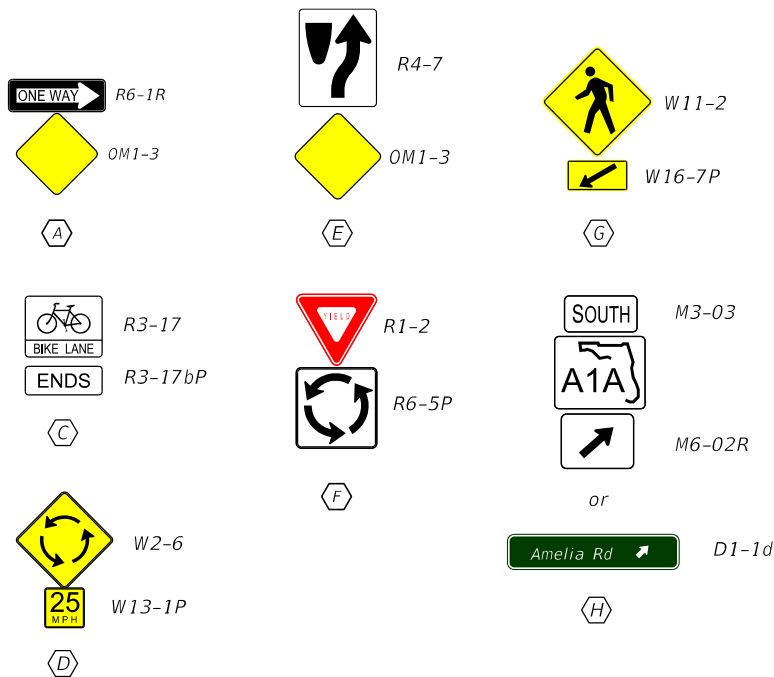 ONE WAY
R6-1R
OM1-3
A
R4-7
OM1-3
E
W11-2
W16-7P
G
BIKE LANE
R3-17
ENDS
R3-17bP
C
YIELD
R1-2
R6-5P
F
SOUTH
M3-03
A1A
M6-02R
or
Amelia Rd
D1-1d
H
W2-6
25
MPH
W13-1P
D